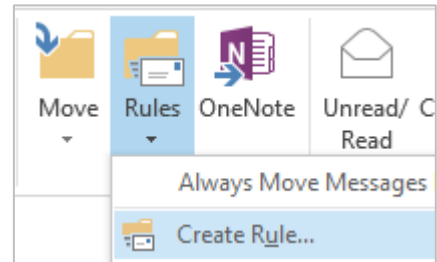 Move Rules OneNote Unread/ C
Read
Always Move Messages
Create Rule...